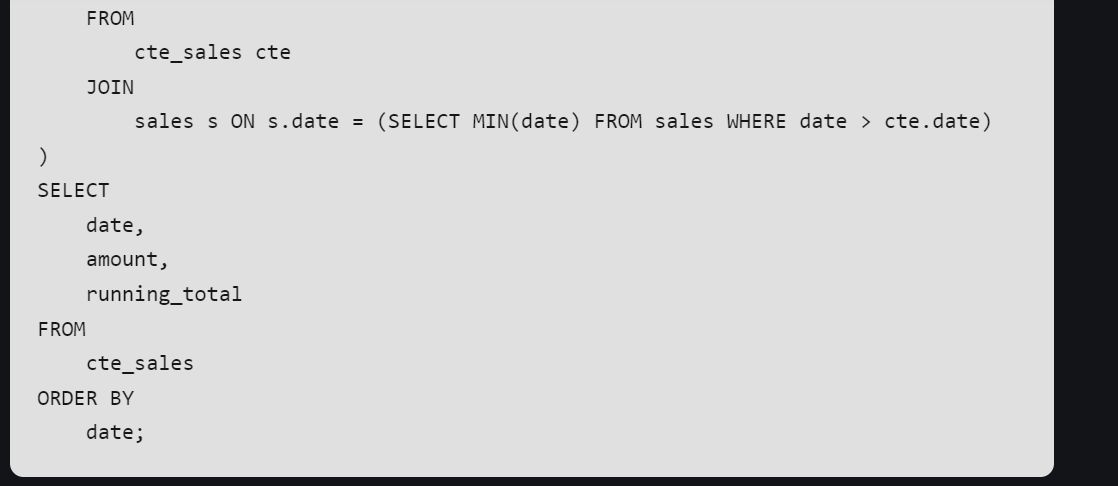 FROM
        cte_sales cte
    JOIN
        sales s ON s.date = (SELECT MIN(date) FROM sales WHERE date > cte.date)
)
SELECT
    date,
    amount,
    running_total
FROM
    cte_sales
ORDER BY
    date;